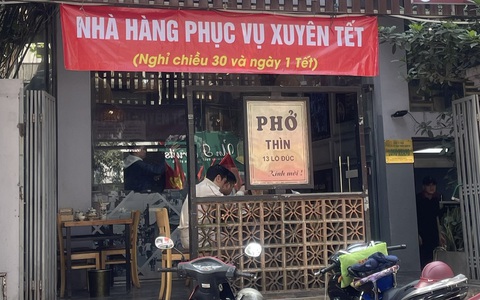 NHÀ HÀNG PHỤC VỤ XUYÊN TẾT
(Nghỉ chiều 30 và ngày 1 Tết)
PHỞ
THÌN
13 LÒ ĐÚC
Kính mời !